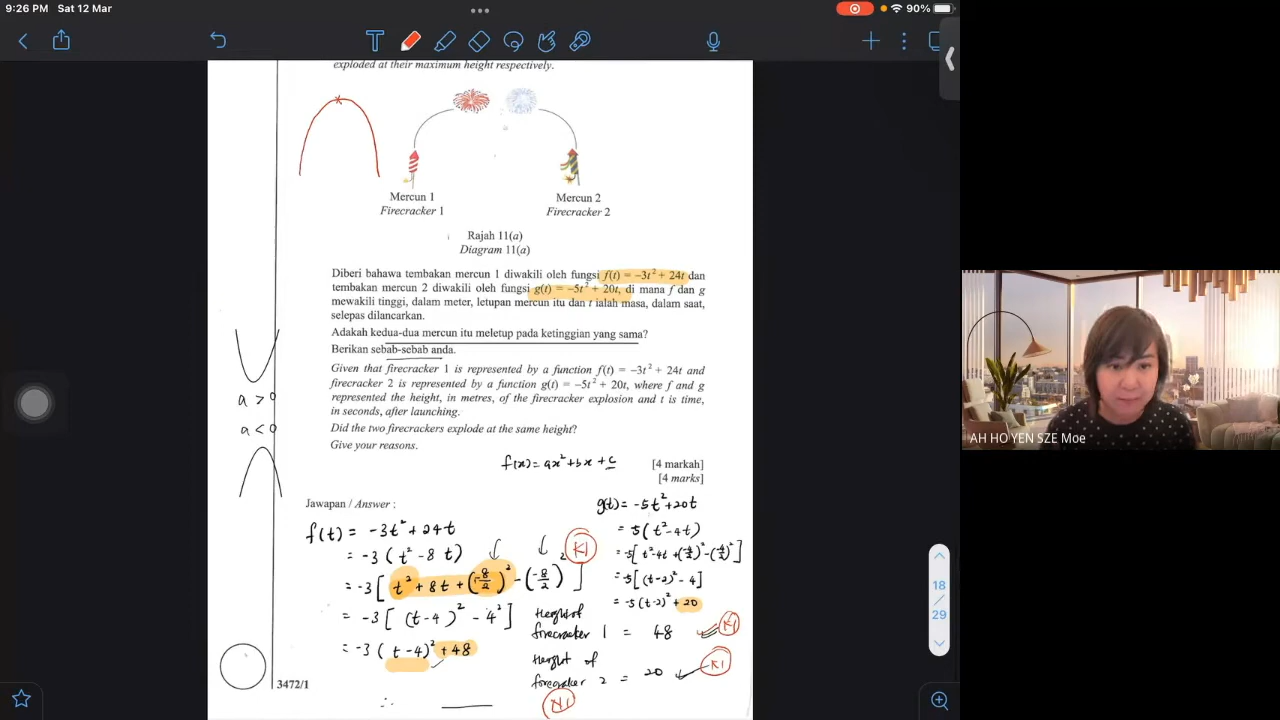 9:26 PM Sat 12 Mar
90%
exploded at their maximum height respectively.
Mercun 1
Firecracker 1
Mercun 2
Firecracker 2
Rajah 11(a)
Diagram 11(a)
Diberi bahawa tembakan mercun 1 diwakili oleh fungsi f(t) = −3t² + 24t dan
tembakan mercun 2 diwakili oleh fungsi g(t) = −5t² + 20t, di mana f dan g
mewakili tinggi, dalam meter, letupan mercun itu dan t ialah masa, dalam saat,
selepas dilancarkan.
Adakah kedua-dua mercun itu meletup pada ketinggian yang sama?
Berikan sebab-sebab anda.
Given that firecracker 1 is represented by a function f(t) = −3t² + 24t and
firecracker 2 is represented by a function g(t) = −5t² + 20t, where f and g
represented the height, in metres, of the firecracker explosion and t is time,
in seconds, after launching.
Did the two firecrackers explode at the same height?
Give your reasons.
a > 0
a < 0
f(x) = ax² + bx + c
[4 markah]
[4 marks]
Jawapan / Answer :
f(t) = -3t² + 24t
= -3 ( t² - 8 t )
= -3 [ t² + 8t + (-8/2)² - (-8/2)² ]
K1
= -3 [ (t-4)² - 4² ]
= -3 ( t - 4)² + 48
g(t) = -5t² + 20t
= -5 ( t² - 4t )
= -5[ t² - 4t + (-4/2)² - (-4/2)² ]
= -5 [ (t-2)² - 4 ]
= -5 (t-2)² + 20
Height of
firecracker 1 = 48
K1
Height of
firecracker 2 = 20
K1
∴
N1
3472/1
18
/
29
AH HO YEN SZE Moe